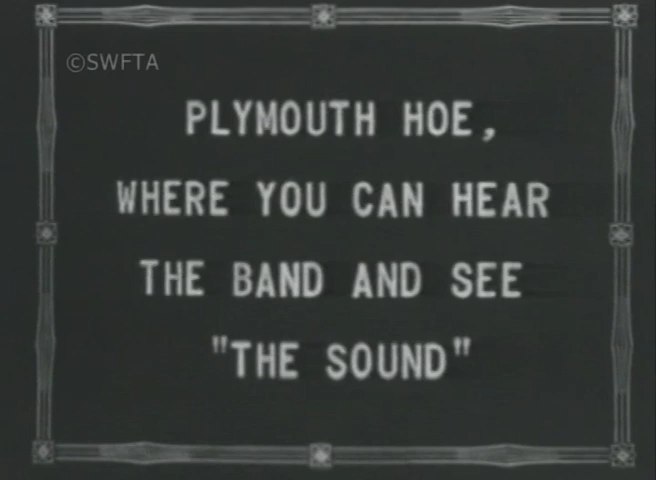 ©SWFTA
PLYMOUTH HOE,
WHERE YOU CAN HEAR
THE BAND AND SEE
"THE SOUND"